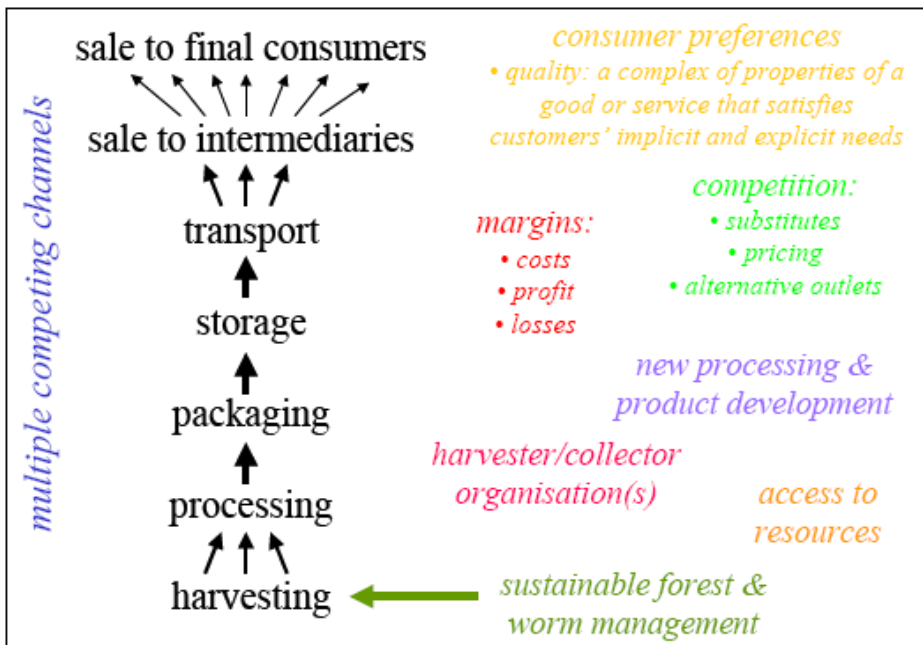 multiple competing channels
sale to final consumers
sale to intermediaries
transport
storage
packaging
processing
harvesting
consumer preferences
• quality: a complex of properties of a
good or service that satisfies
customers’ implicit and explicit needs
competition:
• substitutes
• pricing
• alternative outlets
margins:
• costs
• profit
• losses
new processing &
product development
harvester/collector
organisation(s)
access to
resources
sustainable forest &
worm management